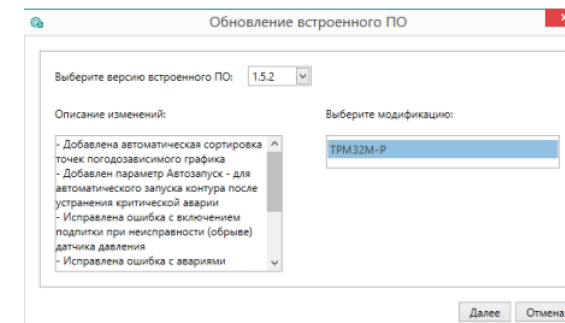 Обновление встроенного ПО
Выберите версию встроенного ПО: 1.5.2
Описание изменений:
Выберите модификацию:
- Добавлена автоматическая сортировка
точек погодозависимого графика
- Добавлен параметр Автозапуск - для
автоматического запуска контура после
устранения критической аварии
- Исправлена ошибка с включением
подпитки при неисправности (обрыве)
датчика давления
- Исправлена ошибка с авариями
ТРМ32М-Р
Далее
Отмена